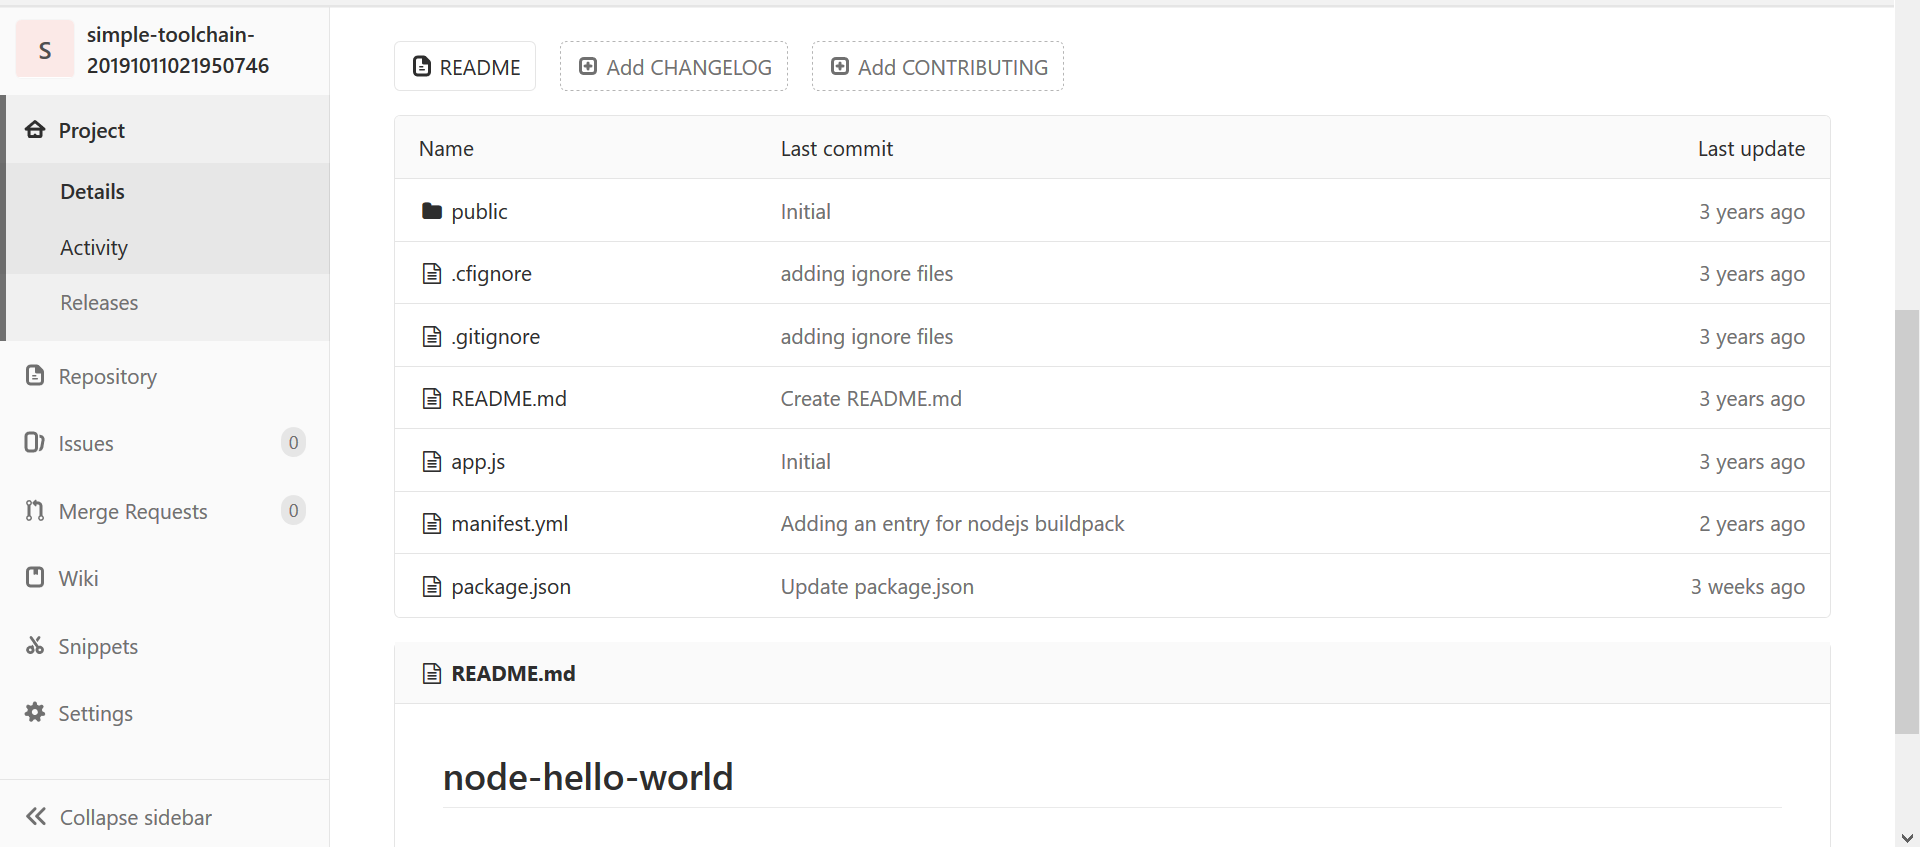 S
simple-toolchain-
20191011021950746
Project
Details
Activity
Releases
Repository
Issues 0
Merge Requests 0
Wiki
Snippets
Settings
Collapse sidebar
README Add CHANGELOG Add CONTRIBUTING
Name Last commit Last update
public Initial 3 years ago
.cfignore adding ignore files 3 years ago
.gitignore adding ignore files 3 years ago
README.md Create README.md 3 years ago
app.js Initial 3 years ago
manifest.yml Adding an entry for nodejs buildpack 2 years ago
package.json Update package.json 3 weeks ago
README.md
node-hello-world